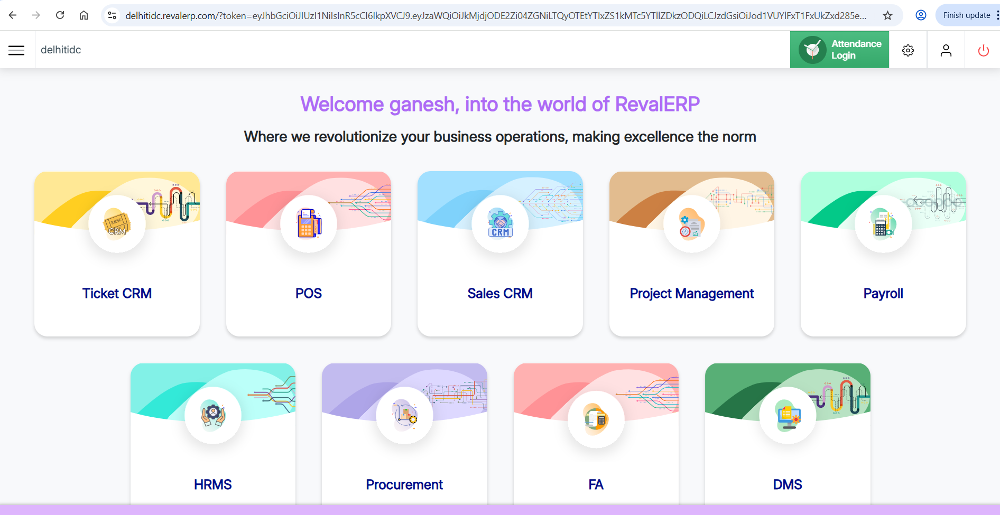 delhitidc.revalerp.com/?token=eyJhbGciOiJIUzI1NiIsInR5cCI6IkpXVCJ9.eyJzaWQiOiJkMjdjODE2Zi04ZGNiLTQyOTEtYTIxZS1kMTc5YTllZDkzODQiLCJzdGsiOiJod1VUYlFxT1FxUkZxd285e...
Finish update
delhitidc
Attendance
Login
Welcome ganesh, into the world of RevalERP
Where we revolutionize your business operations, making excellence the norm
TICKETING
CRM
CRM
Ticket CRM
POS
Sales CRM
Project Management
Payroll
HRMS
Procurement
FA
DMS